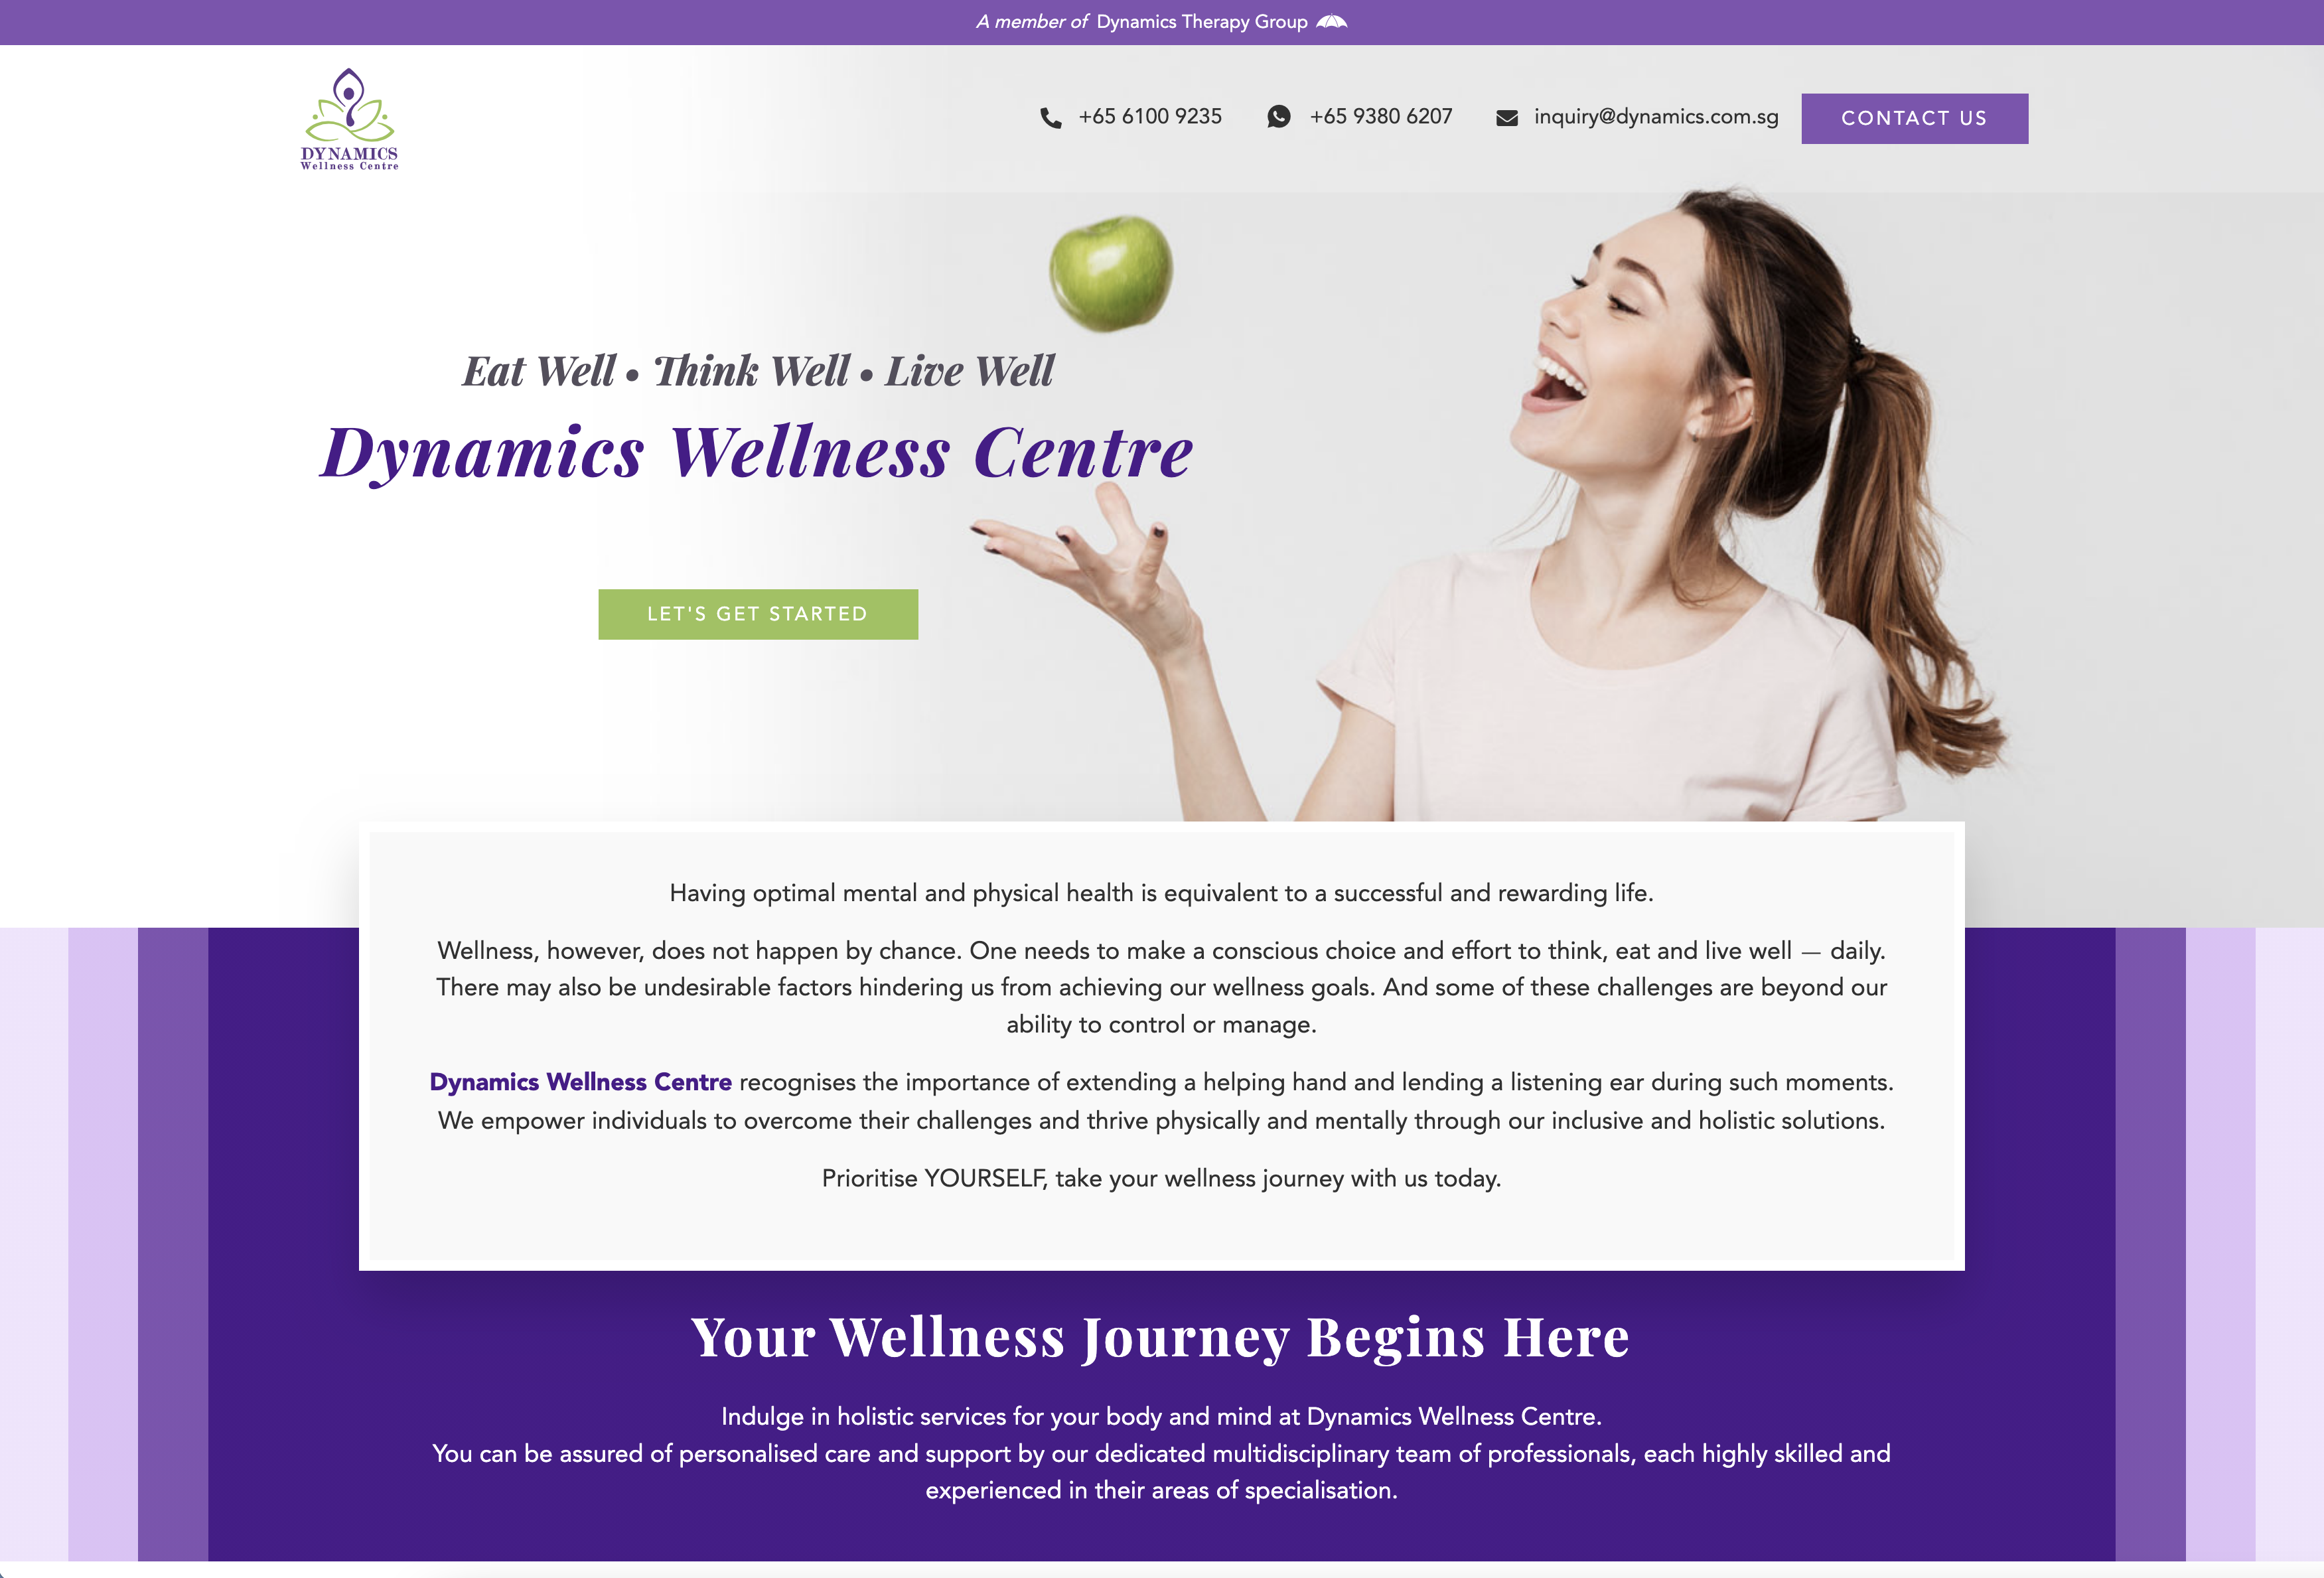 A member of Dynamics Therapy Group
DYNAMICS
Wellness Centre
+65 6100 9235
+65 9380 6207
inquiry@dynamics.com.sg
CONTACT US
Eat Well • Think Well • Live Well
Dynamics Wellness Centre
LET'S GET STARTED
Having optimal mental and physical health is equivalent to a successful and rewarding life.
Wellness, however, does not happen by chance. One needs to make a conscious choice and effort to think, eat and live well — daily.
There may also be undesirable factors hindering us from achieving our wellness goals. And some of these challenges are beyond our
ability to control or manage.
Dynamics Wellness Centre recognises the importance of extending a helping hand and lending a listening ear during such moments.
We empower individuals to overcome their challenges and thrive physically and mentally through our inclusive and holistic solutions.
Prioritise YOURSELF, take your wellness journey with us today.
Your Wellness Journey Begins Here
Indulge in holistic services for your body and mind at Dynamics Wellness Centre.
You can be assured of personalised care and support by our dedicated multidisciplinary team of professionals, each highly skilled and
experienced in their areas of specialisation.